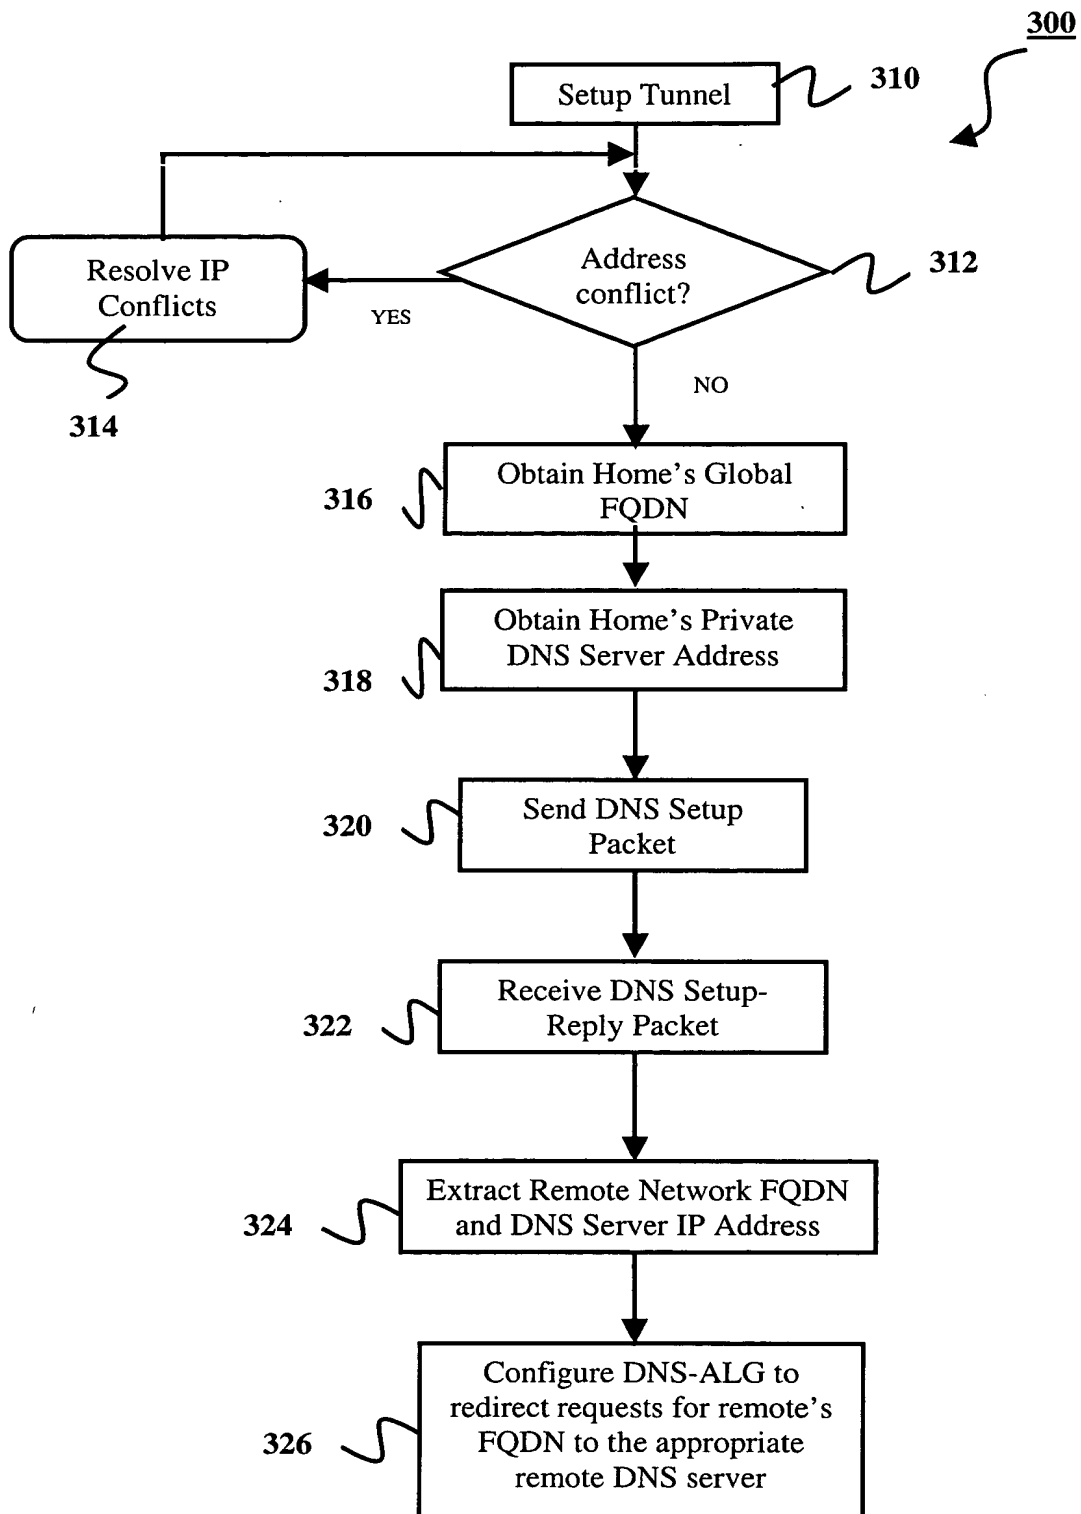 300
Setup Tunnel
310
Address
conflict?
312
Resolve IP
Conflicts
YES
314
NO
316
Obtain Home's Global
FQDN
318
Obtain Home's Private
DNS Server Address
320
Send DNS Setup
Packet
322
Receive DNS Setup-
Reply Packet
324
Extract Remote Network FQDN
and DNS Server IP Address
326
Configure DNS-ALG to
redirect requests for remote's
FQDN to the appropriate
remote DNS server